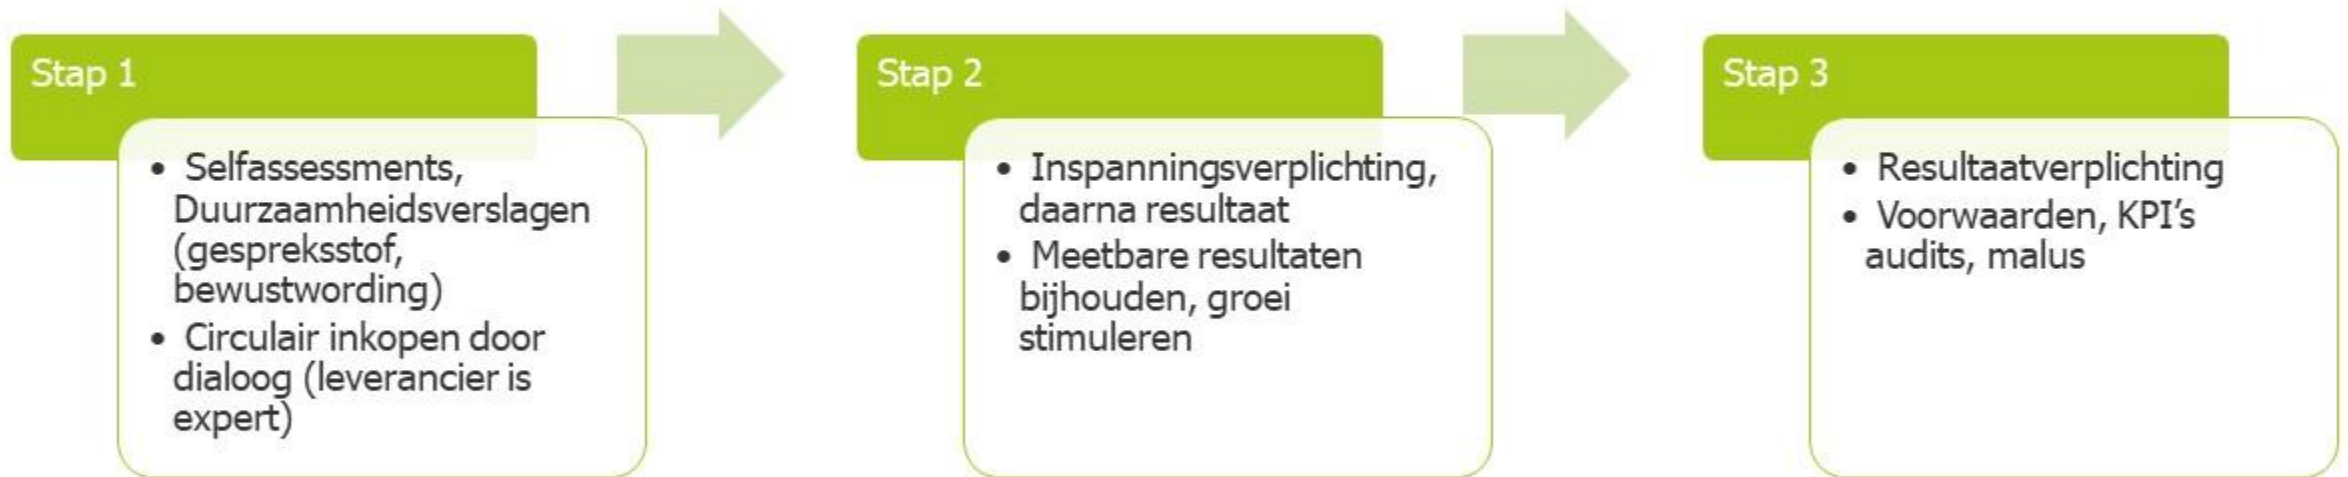 Stap 1
• Selfassessments,
Duurzaamheidsverslagen
(gespreksstof,
bewustwording)
• Circulair inkopen door
dialoog (leverancier is
expert)
Stap 2
• Inspanningsverplichting,
daarna resultaat
• Meetbare resultaten
bijhouden, groei
stimuleren
Stap 3
• Resultaatverplichting
• Voorwaarden, KPI’s
audits, malus